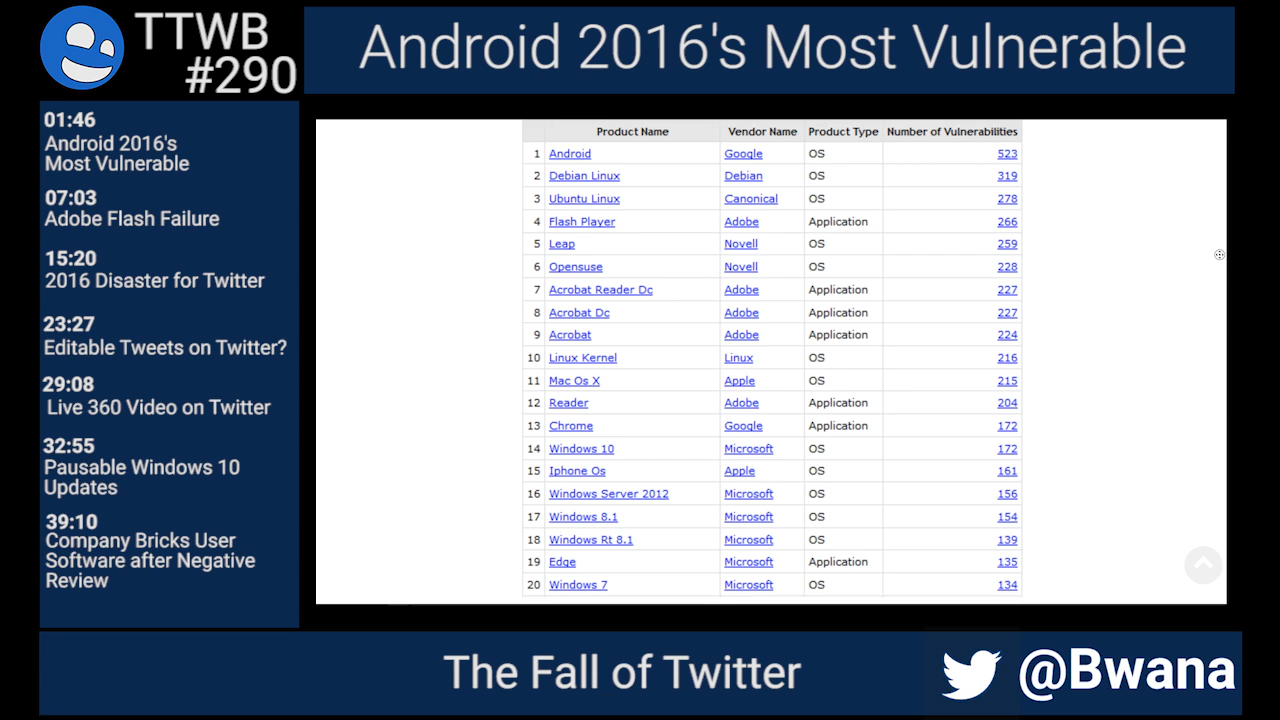 TTWB
#290
Android 2016's Most Vulnerable
01:46
Android 2016's
Most Vulnerable
07:03
Adobe Flash Failure
15:20
2016 Disaster for Twitter
23:27
Editable Tweets on Twitter?
29:08
Live 360 Video on Twitter
32:55
Pausable Windows 10
Updates
39:10
Company Bricks User
Software after Negative
Review
Product Name Vendor Name Product Type Number of Vulnerabilities
1 Android Google OS 523
2 Debian Linux Debian OS 319
3 Ubuntu Linux Canonical OS 278
4 Flash Player Adobe Application 266
5 Leap Novell OS 259
6 Opensuse Novell OS 228
7 Acrobat Reader Dc Adobe Application 227
8 Acrobat Dc Adobe Application 227
9 Acrobat Adobe Application 224
10 Linux Kernel Linux OS 216
11 Mac Os X Apple OS 215
12 Reader Adobe Application 204
13 Chrome Google Application 172
14 Windows 10 Microsoft OS 172
15 Iphone Os Apple OS 161
16 Windows Server 2012 Microsoft OS 156
17 Windows 8.1 Microsoft OS 154
18 Windows Rt 8.1 Microsoft OS 139
19 Edge Microsoft Application 135
20 Windows 7 Microsoft OS 134
The Fall of Twitter
@Bwana